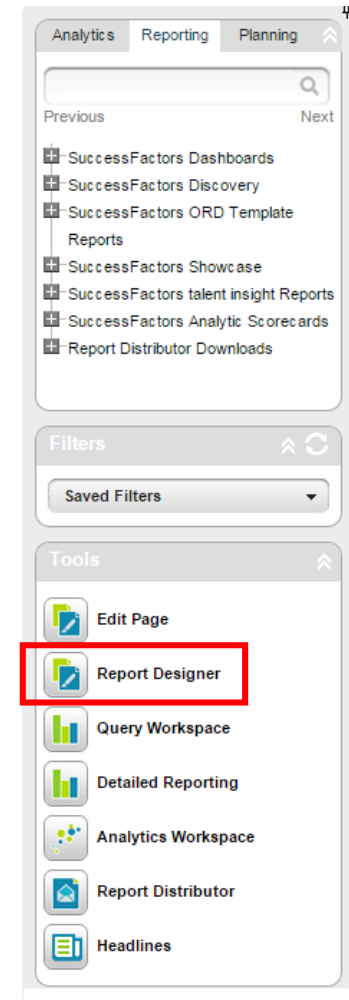 Analytics Reporting Planning
Previous Next
SuccessFactors Dashboards
SuccessFactors Discovery
SuccessFactors ORD Template
Reports
SuccessFactors Showcase
SuccessFactors talent insight Reports
SuccessFactors Analytic Scorecards
Report Distributor Downloads
Filters
Saved Filters
Tools
Edit Page
Report Designer
Query Workspace
Detailed Reporting
Analytics Workspace
Report Distributor
Headlines